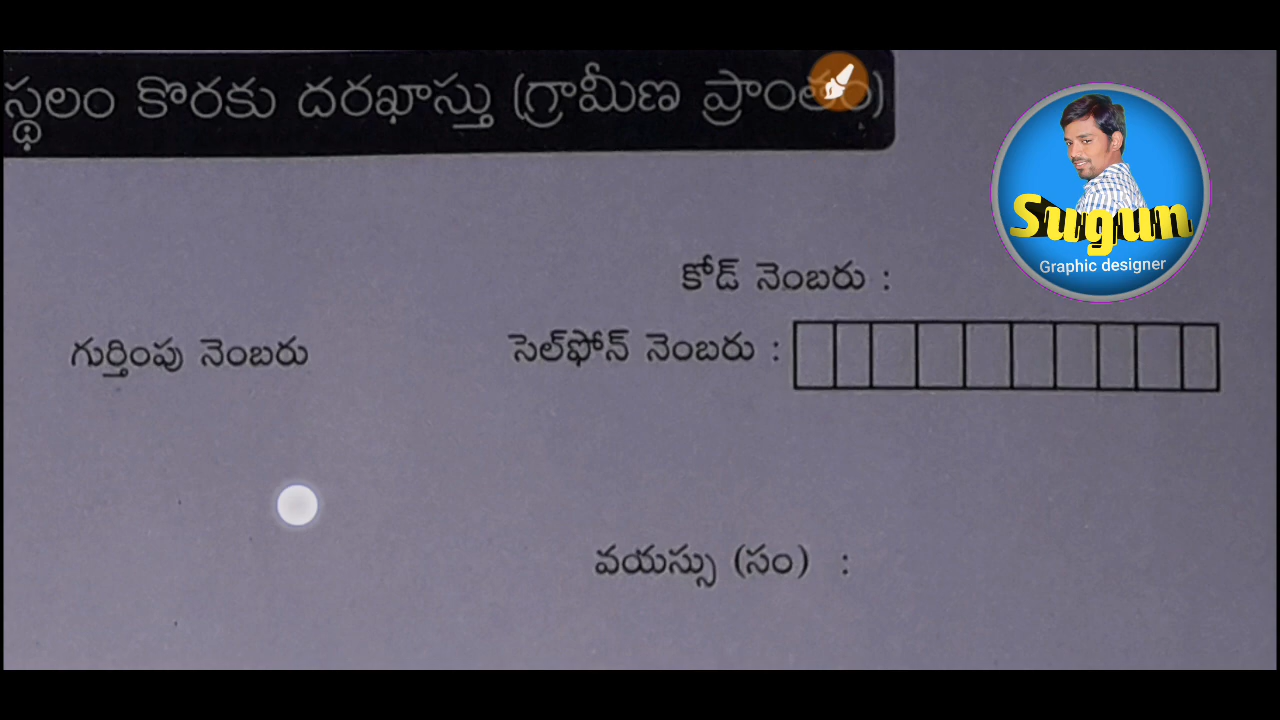 స్థలం కొరకు దరఖాస్తు (గ్రామీణ ప్రాంతం)
Sugun
Graphic designer
కోడ్ నెంబరు :
గుర్తింపు నెంబరు
సెల్‌ఫోన్ నెంబరు :
వయస్సు (సం) :